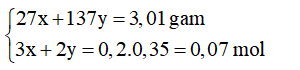 27x + 137y = 3,01 gam
3x + 2y = 0,2.0,35 = 0,07 mol